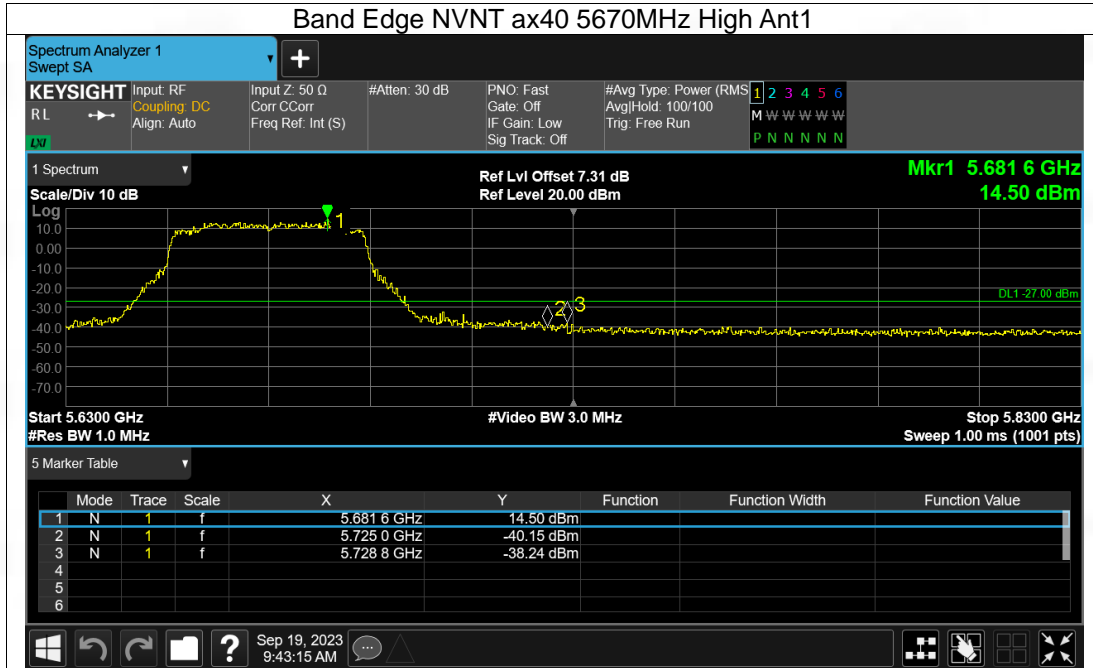 Band Edge NVNT ax40 5670MHz High Ant1
Spectrum Analyzer 1
Swept SA
+
KEYSIGHT
RL
LXI
Input: RF
Coupling: DC
Align: Auto
Input Z: 50 Ω
Corr CCorr
Freq Ref: Int (S)
#Atten: 30 dB
PNO: Fast
Gate: Off
IF Gain: Low
Sig Track: Off
#Avg Type: Power (RMS
Avg|Hold: 100/100
Trig: Free Run
1 2 3 4 5 6
M W W W W W
P N N N N N
1 Spectrum
Scale/Div 10 dB
Ref Lvl Offset 7.31 dB
Ref Level 20.00 dBm
Mkr1 5.681 6 GHz
14.50 dBm
Log
10.0
0.00
-10.0
-20.0
-30.0
-40.0
-50.0
-60.0
-70.0
1
2
3
DL1 -27.00 dBm
Start 5.6300 GHz
#Video BW 3.0 MHz
Stop 5.8300 GHz
#Res BW 1.0 MHz
Sweep 1.00 ms (1001 pts)
5 Marker Table
Mode Trace Scale X Y Function Function Width Function Value
1 N 1 f 5.681 6 GHz 14.50 dBm
2 N 1 f 5.725 0 GHz -40.15 dBm
3 N 1 f 5.728 8 GHz -38.24 dBm
4
5
6
?
Sep 19, 2023
9:43:15 AM